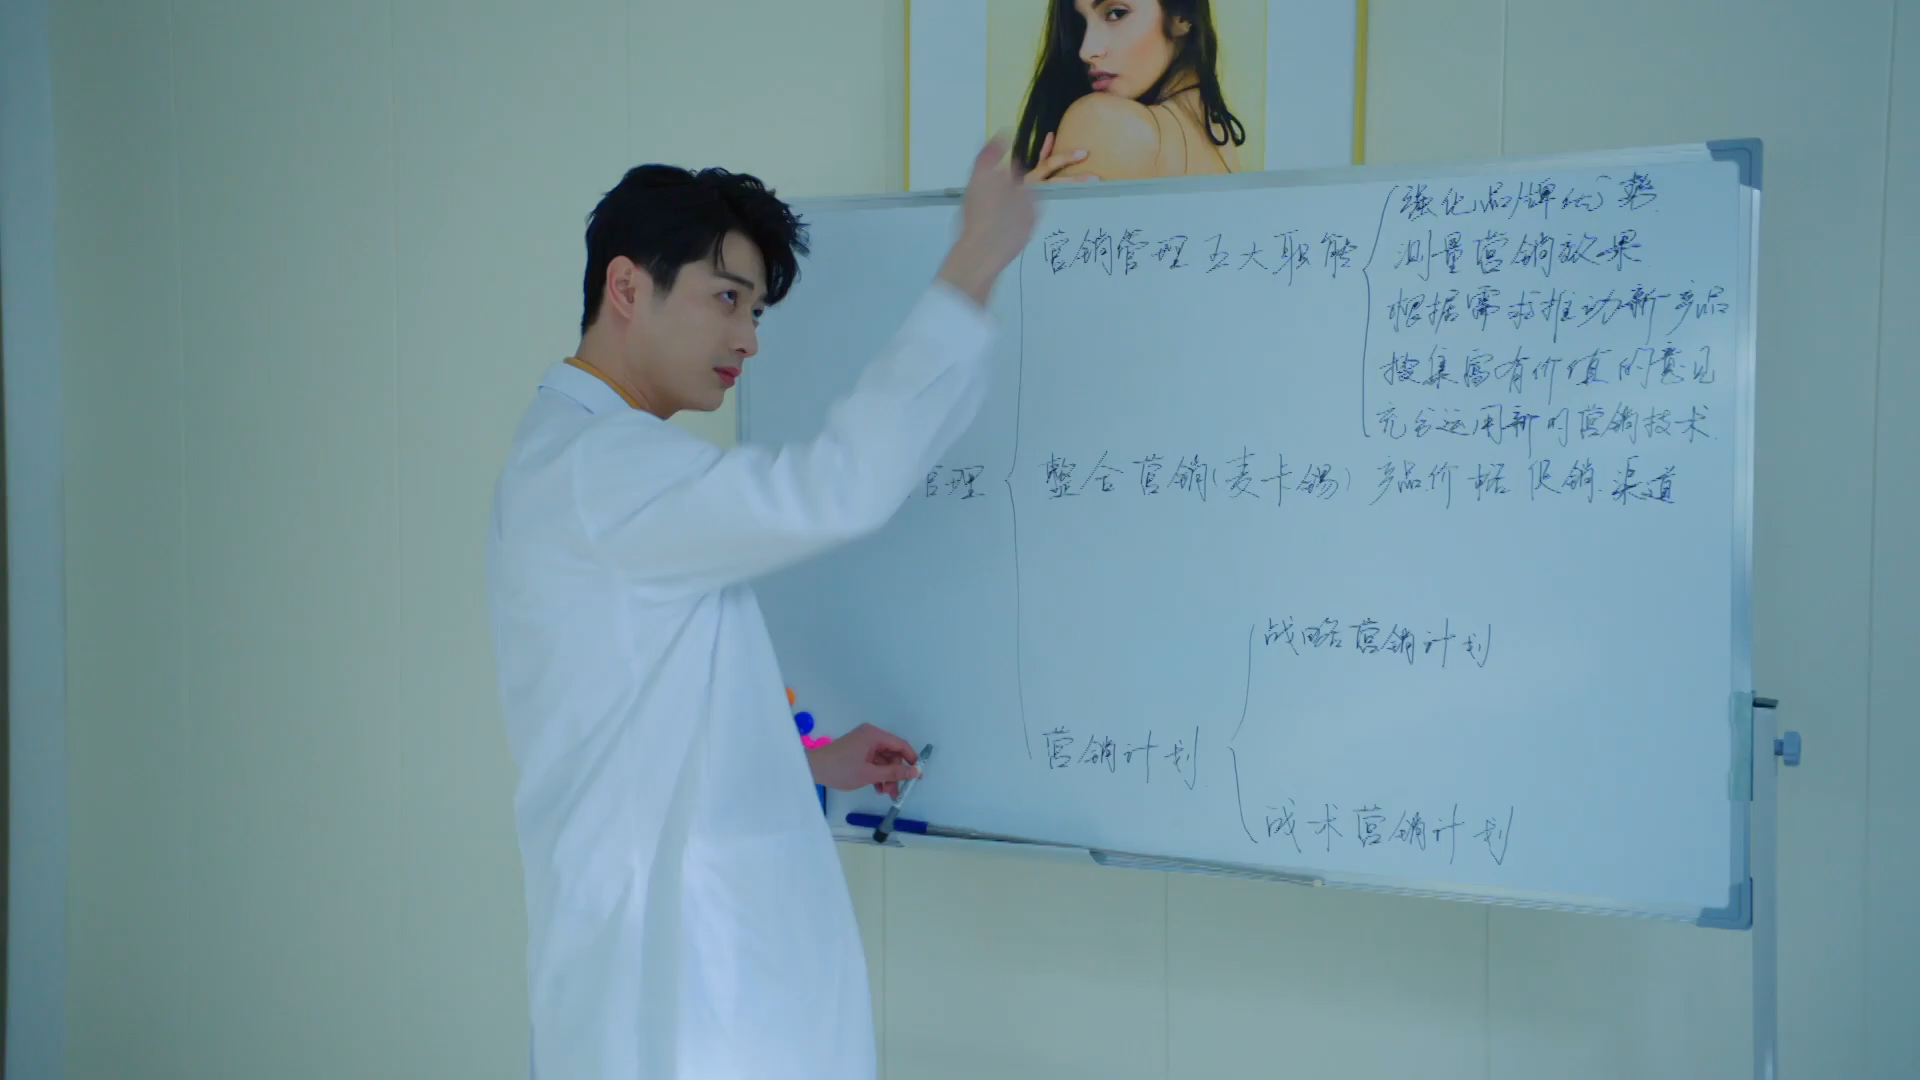 强化品牌优势
营销管理五大职能
测量营销效果
根据需求推动新产品
搜集富有价值的意见
充分运用新的营销技术
管理
整合营销(麦卡锡) 产品 价格 促销 渠道
战略营销计划
营销计划
战术营销计划